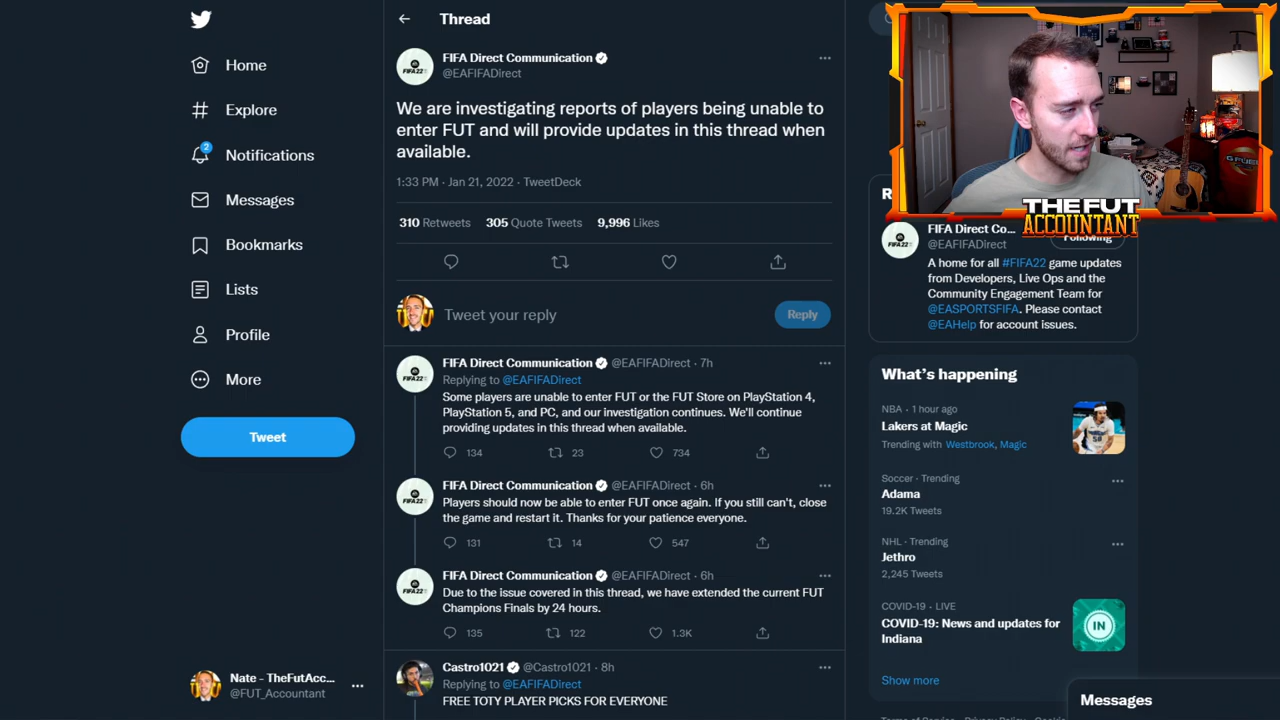 Home
Explore
2
Notifications
Messages
Bookmarks
Lists
Profile
More
Tweet
Nate - TheFutAcc...
@FUT_Accountant
Thread
FIFA Direct Communication
@EAFIFADirect
We are investigating reports of players being unable to
enter FUT and will provide updates in this thread when
available.
1:33 PM · Jan 21, 2022 · TweetDeck
310 Retweets 305 Quote Tweets 9,996 Likes
Tweet your reply
Reply
FIFA Direct Communication @EAFIFADirect · 7h
Replying to @EAFIFADirect
Some players are unable to enter FUT or the FUT Store on PlayStation 4,
PlayStation 5, and PC, and our investigation continues. We'll continue
providing updates in this thread when available.
134 23 734
FIFA Direct Communication @EAFIFADirect · 6h
Players should now be able to enter FUT once again. If you still can't, close
the game and restart it. Thanks for your patience everyone.
131 14 547
FIFA Direct Communication @EAFIFADirect · 6h
Due to the issue covered in this thread, we have extended the current FUT
Champions Finals by 24 hours.
135 122 1.3K
Castro1021 @Castro1021 · 8h
Replying to @EAFIFADirect
FREE TOTY PLAYER PICKS FOR EVERYONE
THE FUT
ACCOUNTANT
R
FIFA Direct Co...
@EAFIFADirect
Following
A home for all #FIFA22 game updates
from Developers, Live Ops and the
Community Engagement Team for
@EASPORTSFIFA. Please contact
@EAHelp for account issues.
What's happening
NBA · 1 hour ago
Lakers at Magic
Trending with Westbrook, Magic
Soccer · Trending
Adama
19.2K Tweets
NHL · Trending
Jethro
2,245 Tweets
COVID-19 · LIVE
COVID-19: News and updates for
Indiana
IN
Show more
Messages